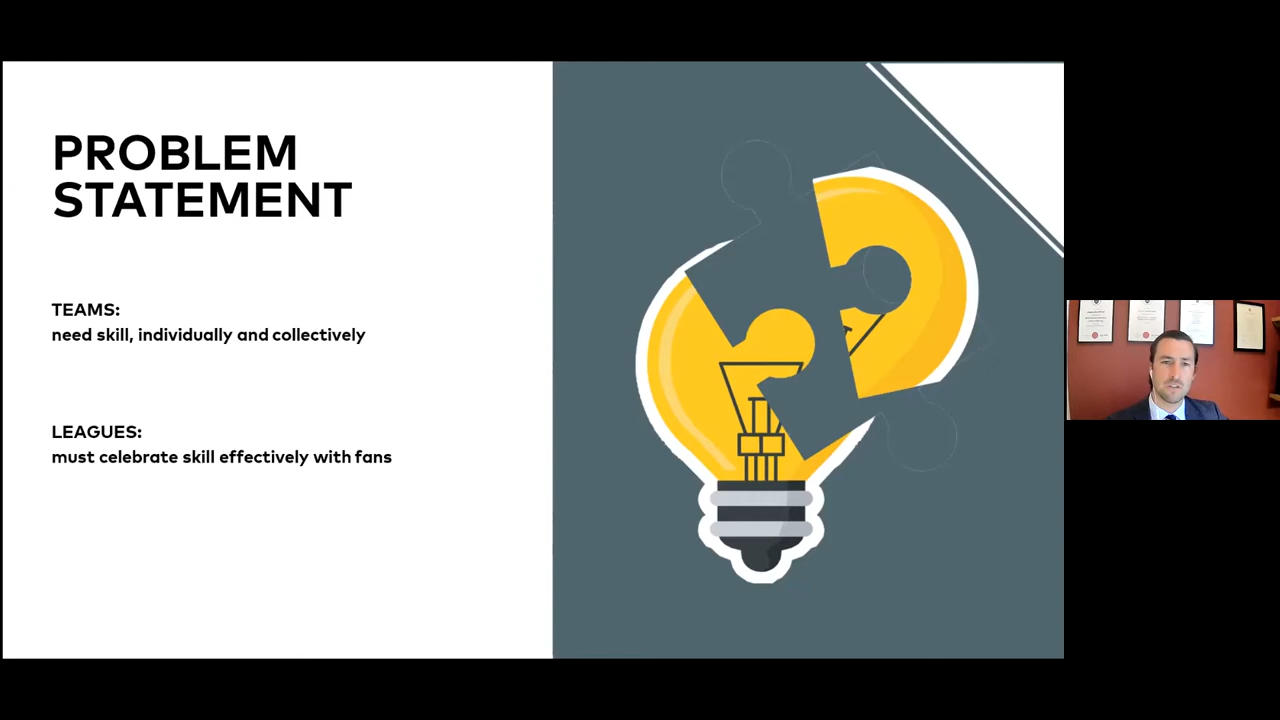 PROBLEM
STATEMENT
TEAMS:
need skill, individually and collectively
LEAGUES:
must celebrate skill effectively with fans